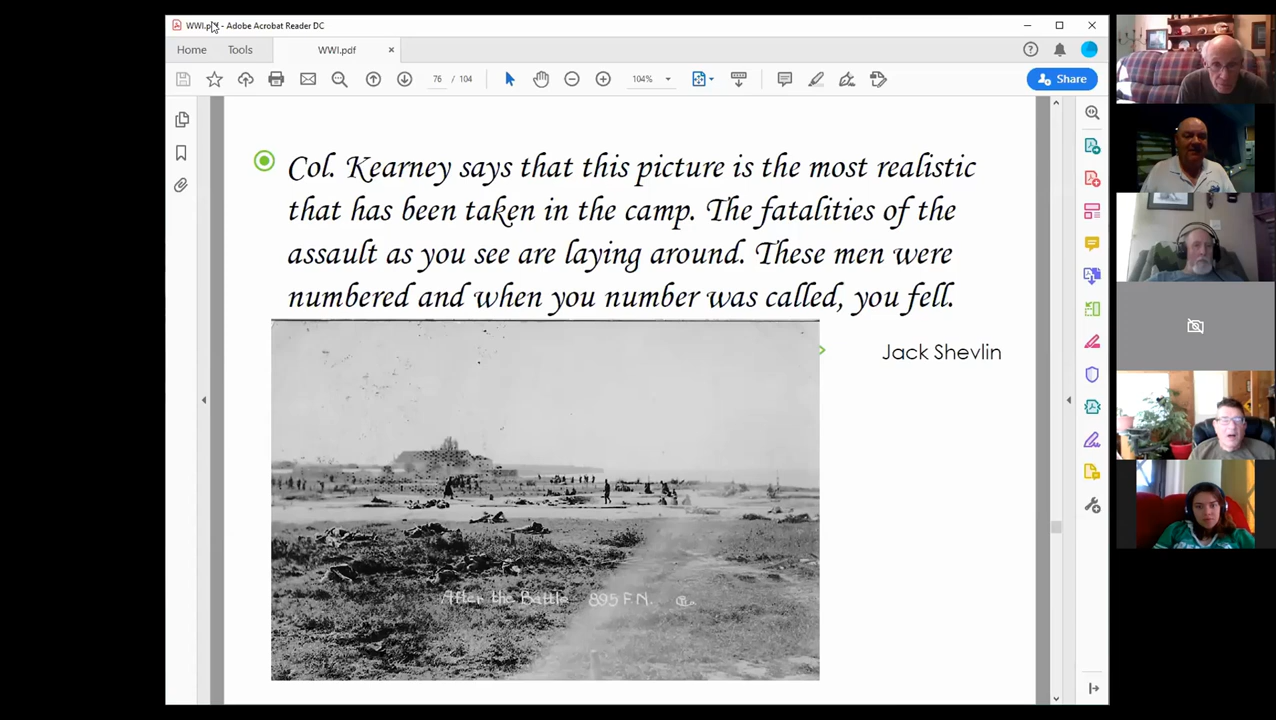 WWI.pdf - Adobe Acrobat Reader DC
Home Tools WWI.pdf
76 / 104 104% Share
Col. Kearney says that this picture is the most realistic
that has been taken in the camp. The fatalities of the
assault as you see are laying around. These men were
numbered and when you number was called, you fell.
Jack Shevlin
After the Battle 895 F.N.